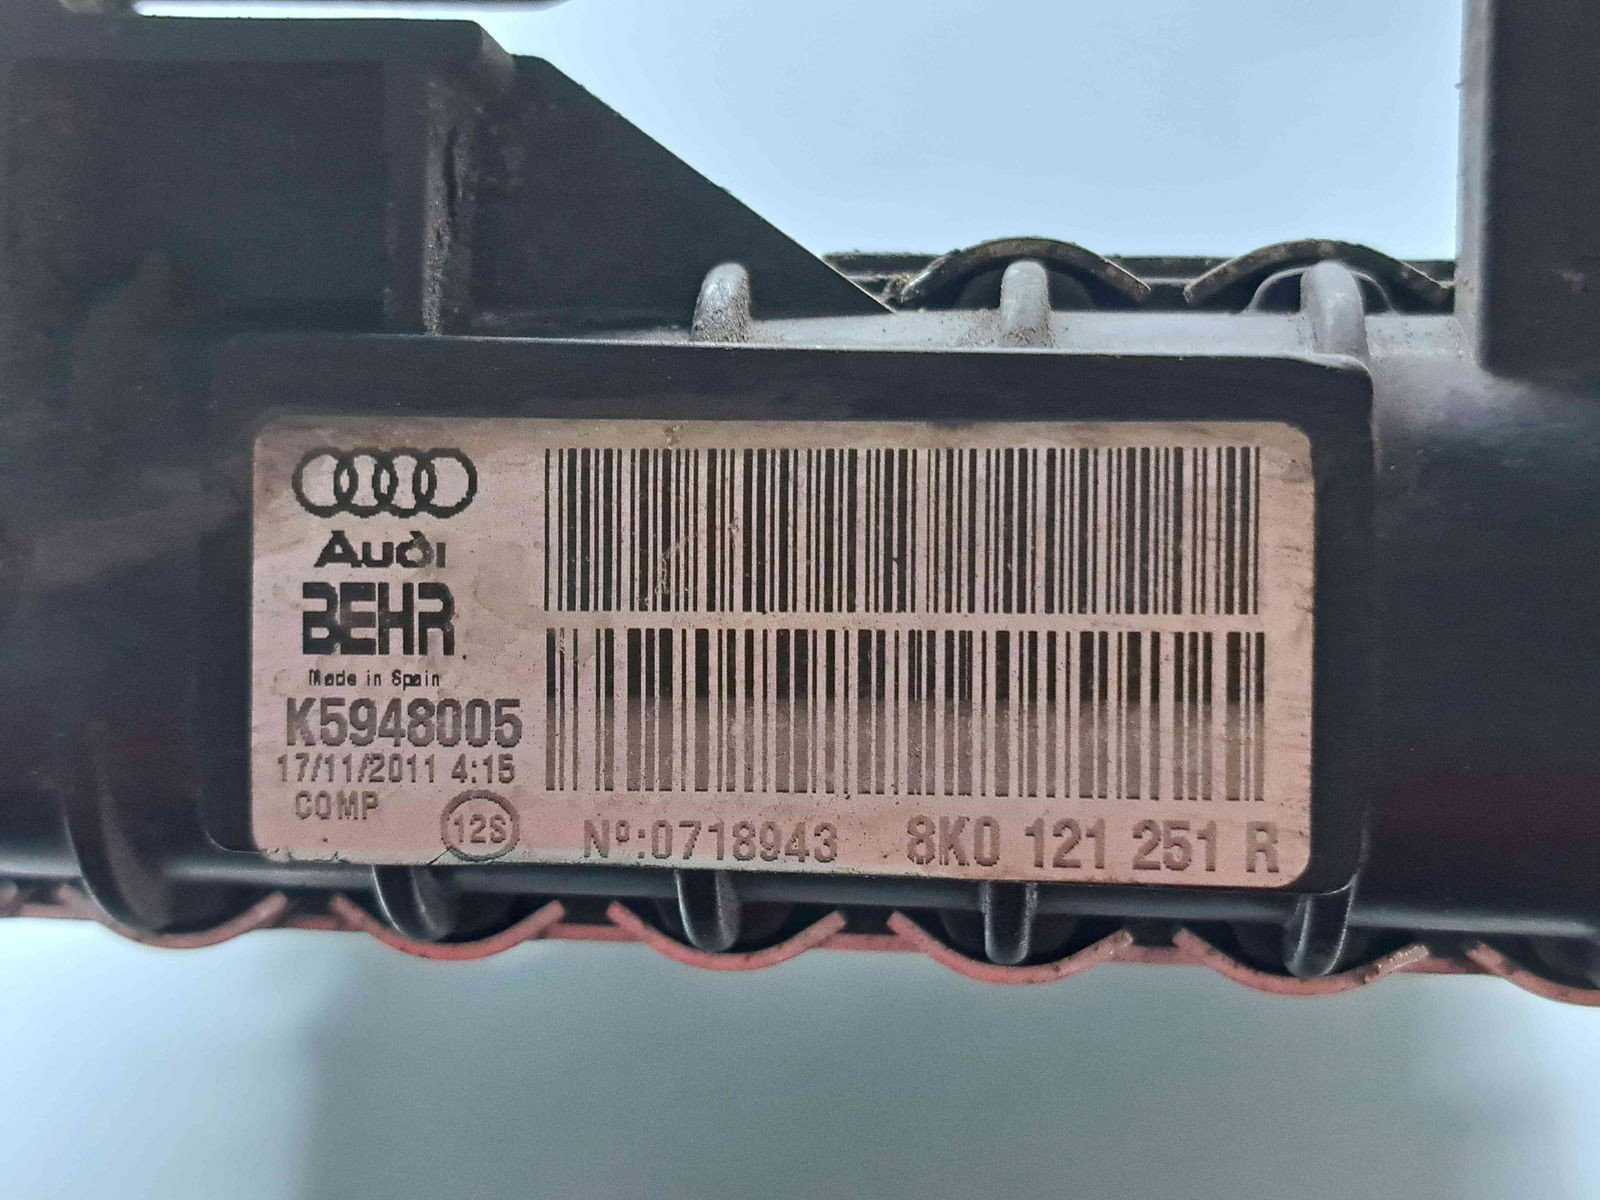 Audi
BEHR
Made in Spain
K5948005
17/11/2011 4:15
COMP
12S
Nº:0718943
8K0 121 251 R